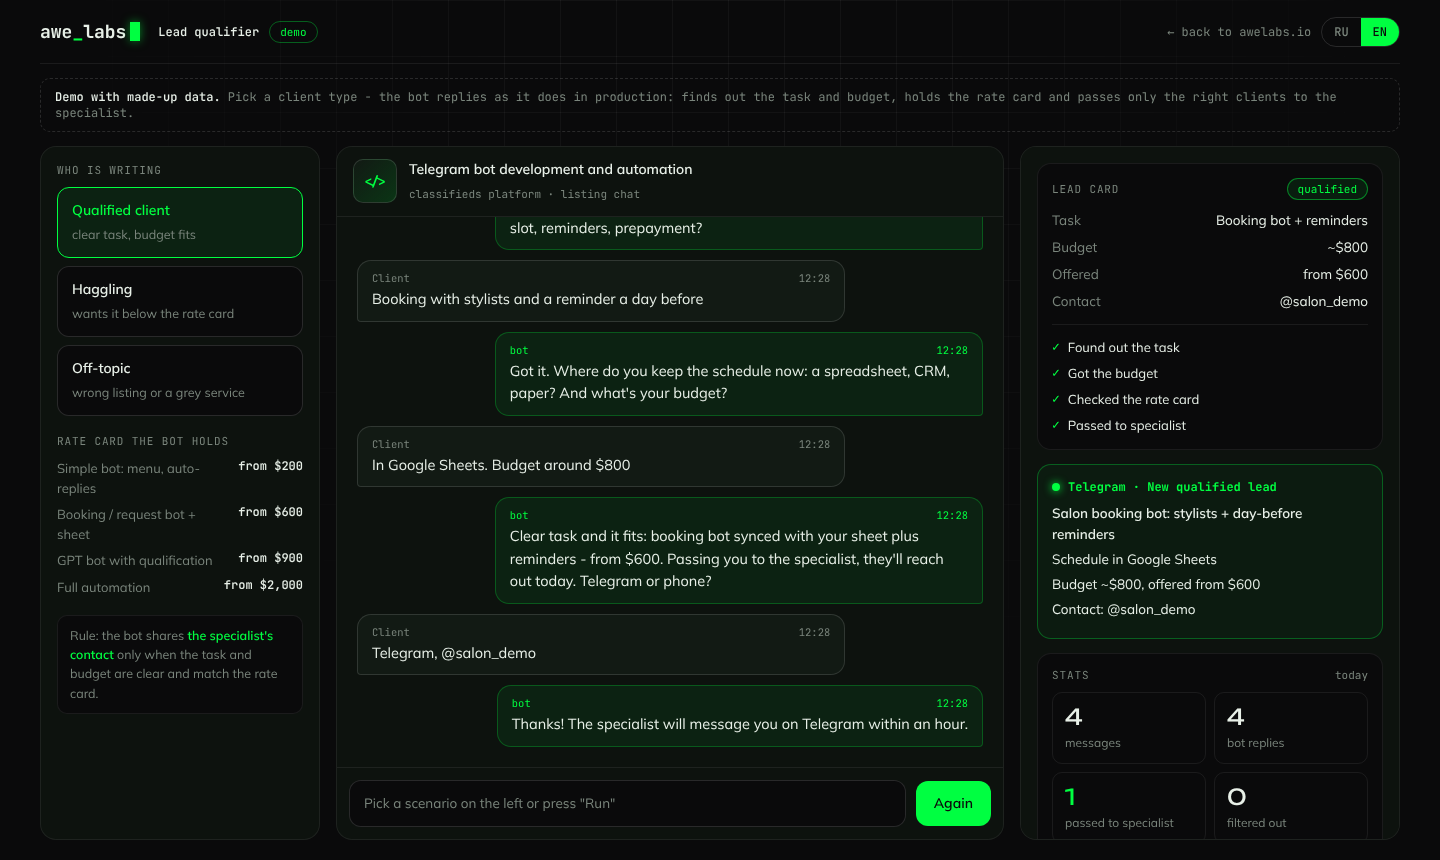 awe_labs
Lead qualifier
demo
← back to awelabs.io
RU
EN
Demo with made-up data. Pick a client type - the bot replies as it does in production: finds out the task and budget, holds the rate card and passes only the right clients to the
specialist.
WHO IS WRITING
Qualified client
clear task, budget fits
Haggling
wants it below the rate card
Off-topic
wrong listing or a grey service
RATE CARD THE BOT HOLDS
Simple bot: menu, auto-
replies
from $200
Booking / request bot +
sheet
from $600
GPT bot with qualification
from $900
Full automation
from $2,000
Rule: the bot shares the specialist's
contact only when the task and
budget are clear and match the rate
card.
</>
Telegram bot development and automation
classifieds platform · listing chat
slot, reminders, prepayment?
Client
12:28
Booking with stylists and a reminder a day before
bot
12:28
Got it. Where do you keep the schedule now: a spreadsheet, CRM,
paper? And what's your budget?
Client
12:28
In Google Sheets. Budget around $800
bot
12:28
Clear task and it fits: booking bot synced with your sheet plus
reminders - from $600. Passing you to the specialist, they'll reach
out today. Telegram or phone?
Client
12:28
Telegram, @salon_demo
bot
12:28
Thanks! The specialist will message you on Telegram within an hour.
Pick a scenario on the left or press "Run"
Again
LEAD CARD
qualified
Task
Booking bot + reminders
Budget
~$800
Offered
from $600
Contact
@salon_demo
✓ Found out the task
✓ Got the budget
✓ Checked the rate card
✓ Passed to specialist
Telegram · New qualified lead
Salon booking bot: stylists + day-before
reminders
Schedule in Google Sheets
Budget ~$800, offered from $600
Contact: @salon_demo
STATS
today
4
messages
4
bot replies
1
passed to specialist
0
filtered out